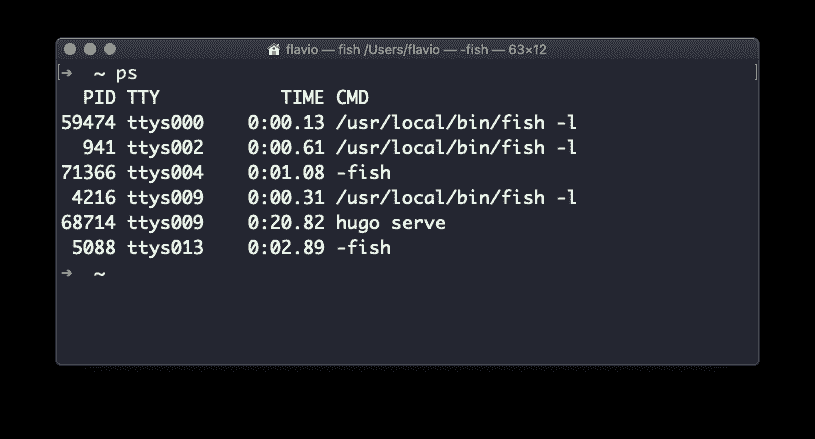 flavio — fish /Users/flavio — -fish — 63×12
[➜  ~ ps ]
  PID TTY           TIME CMD
59474 ttys000    0:00.13 /usr/local/bin/fish -l
  941 ttys002    0:00.61 /usr/local/bin/fish -l
71366 ttys004    0:01.08 -fish
 4216 ttys009    0:00.31 /usr/local/bin/fish -l
68714 ttys009    0:20.82 hugo serve
 5088 ttys013    0:02.89 -fish
➜  ~